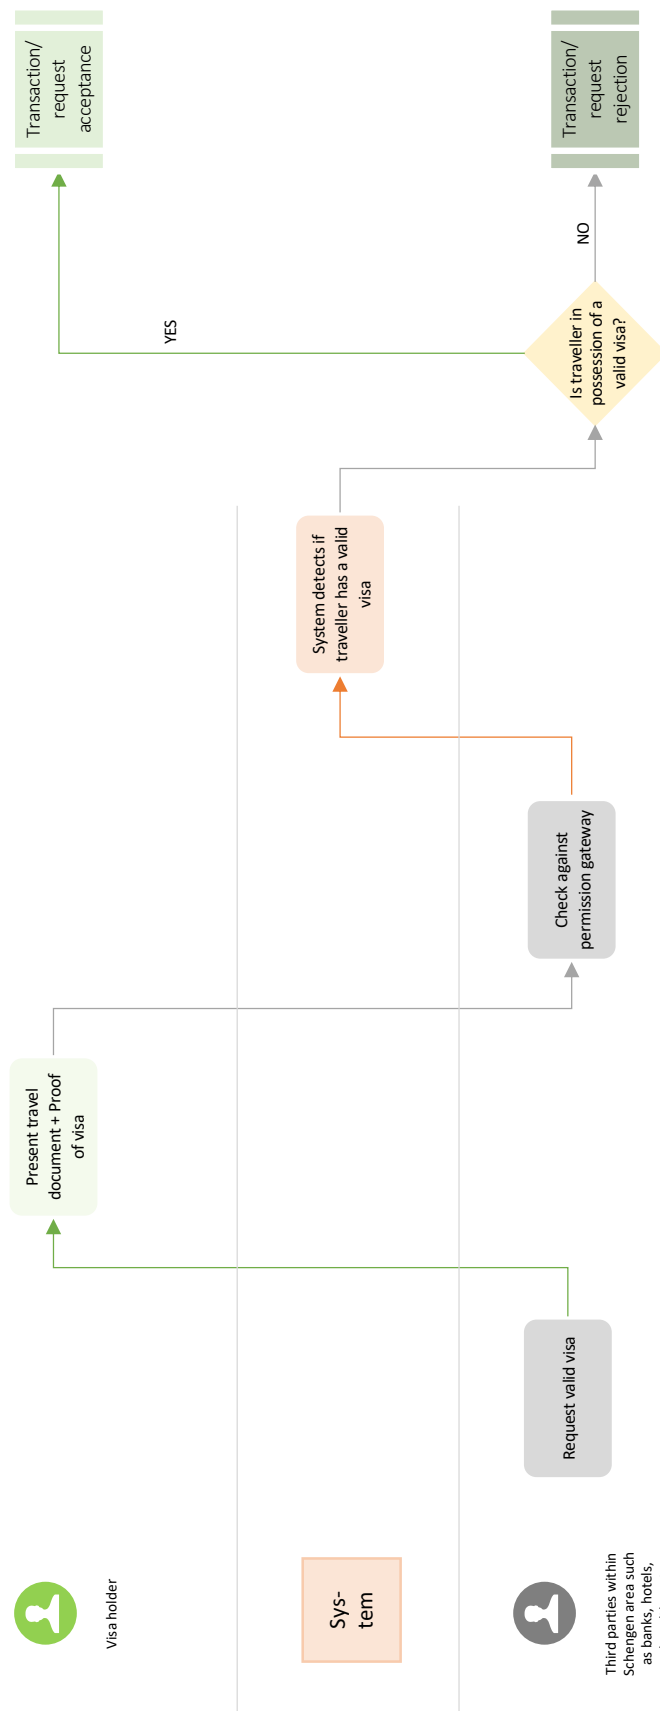 Visa holder
Present travel
document + Proof
of visa
YES
Transaction/
request
acceptance
Sys-
tem
System detects if
traveller has a valid
visa
Third parties within
Schengen area such
as banks, hotels,
Request valid visa
Check against
permission gateway
Is traveller in
possession of a
valid visa?
NO
Transaction/
request
rejection